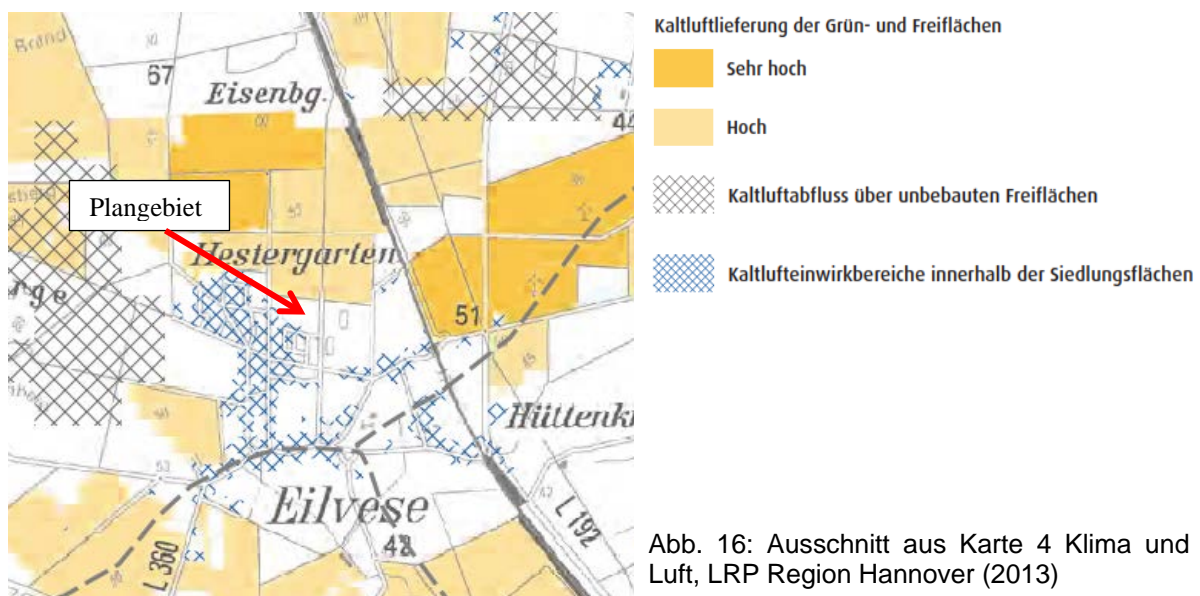 Brand
67
Eisenbg.
44
Plangebiet
Hestergarten
rge
51
Hüttenk
Eilvese
L 192
L 360
Kaltluftlieferung der Grün- und Freiflächen
Sehr hoch
Hoch
Kaltluftabfluss über unbebauten Freiflächen
Kaltlufteinwirkbereiche innerhalb der Siedlungsflächen
Abb. 16: Ausschnitt aus Karte 4 Klima und
Luft, LRP Region Hannover (2013)